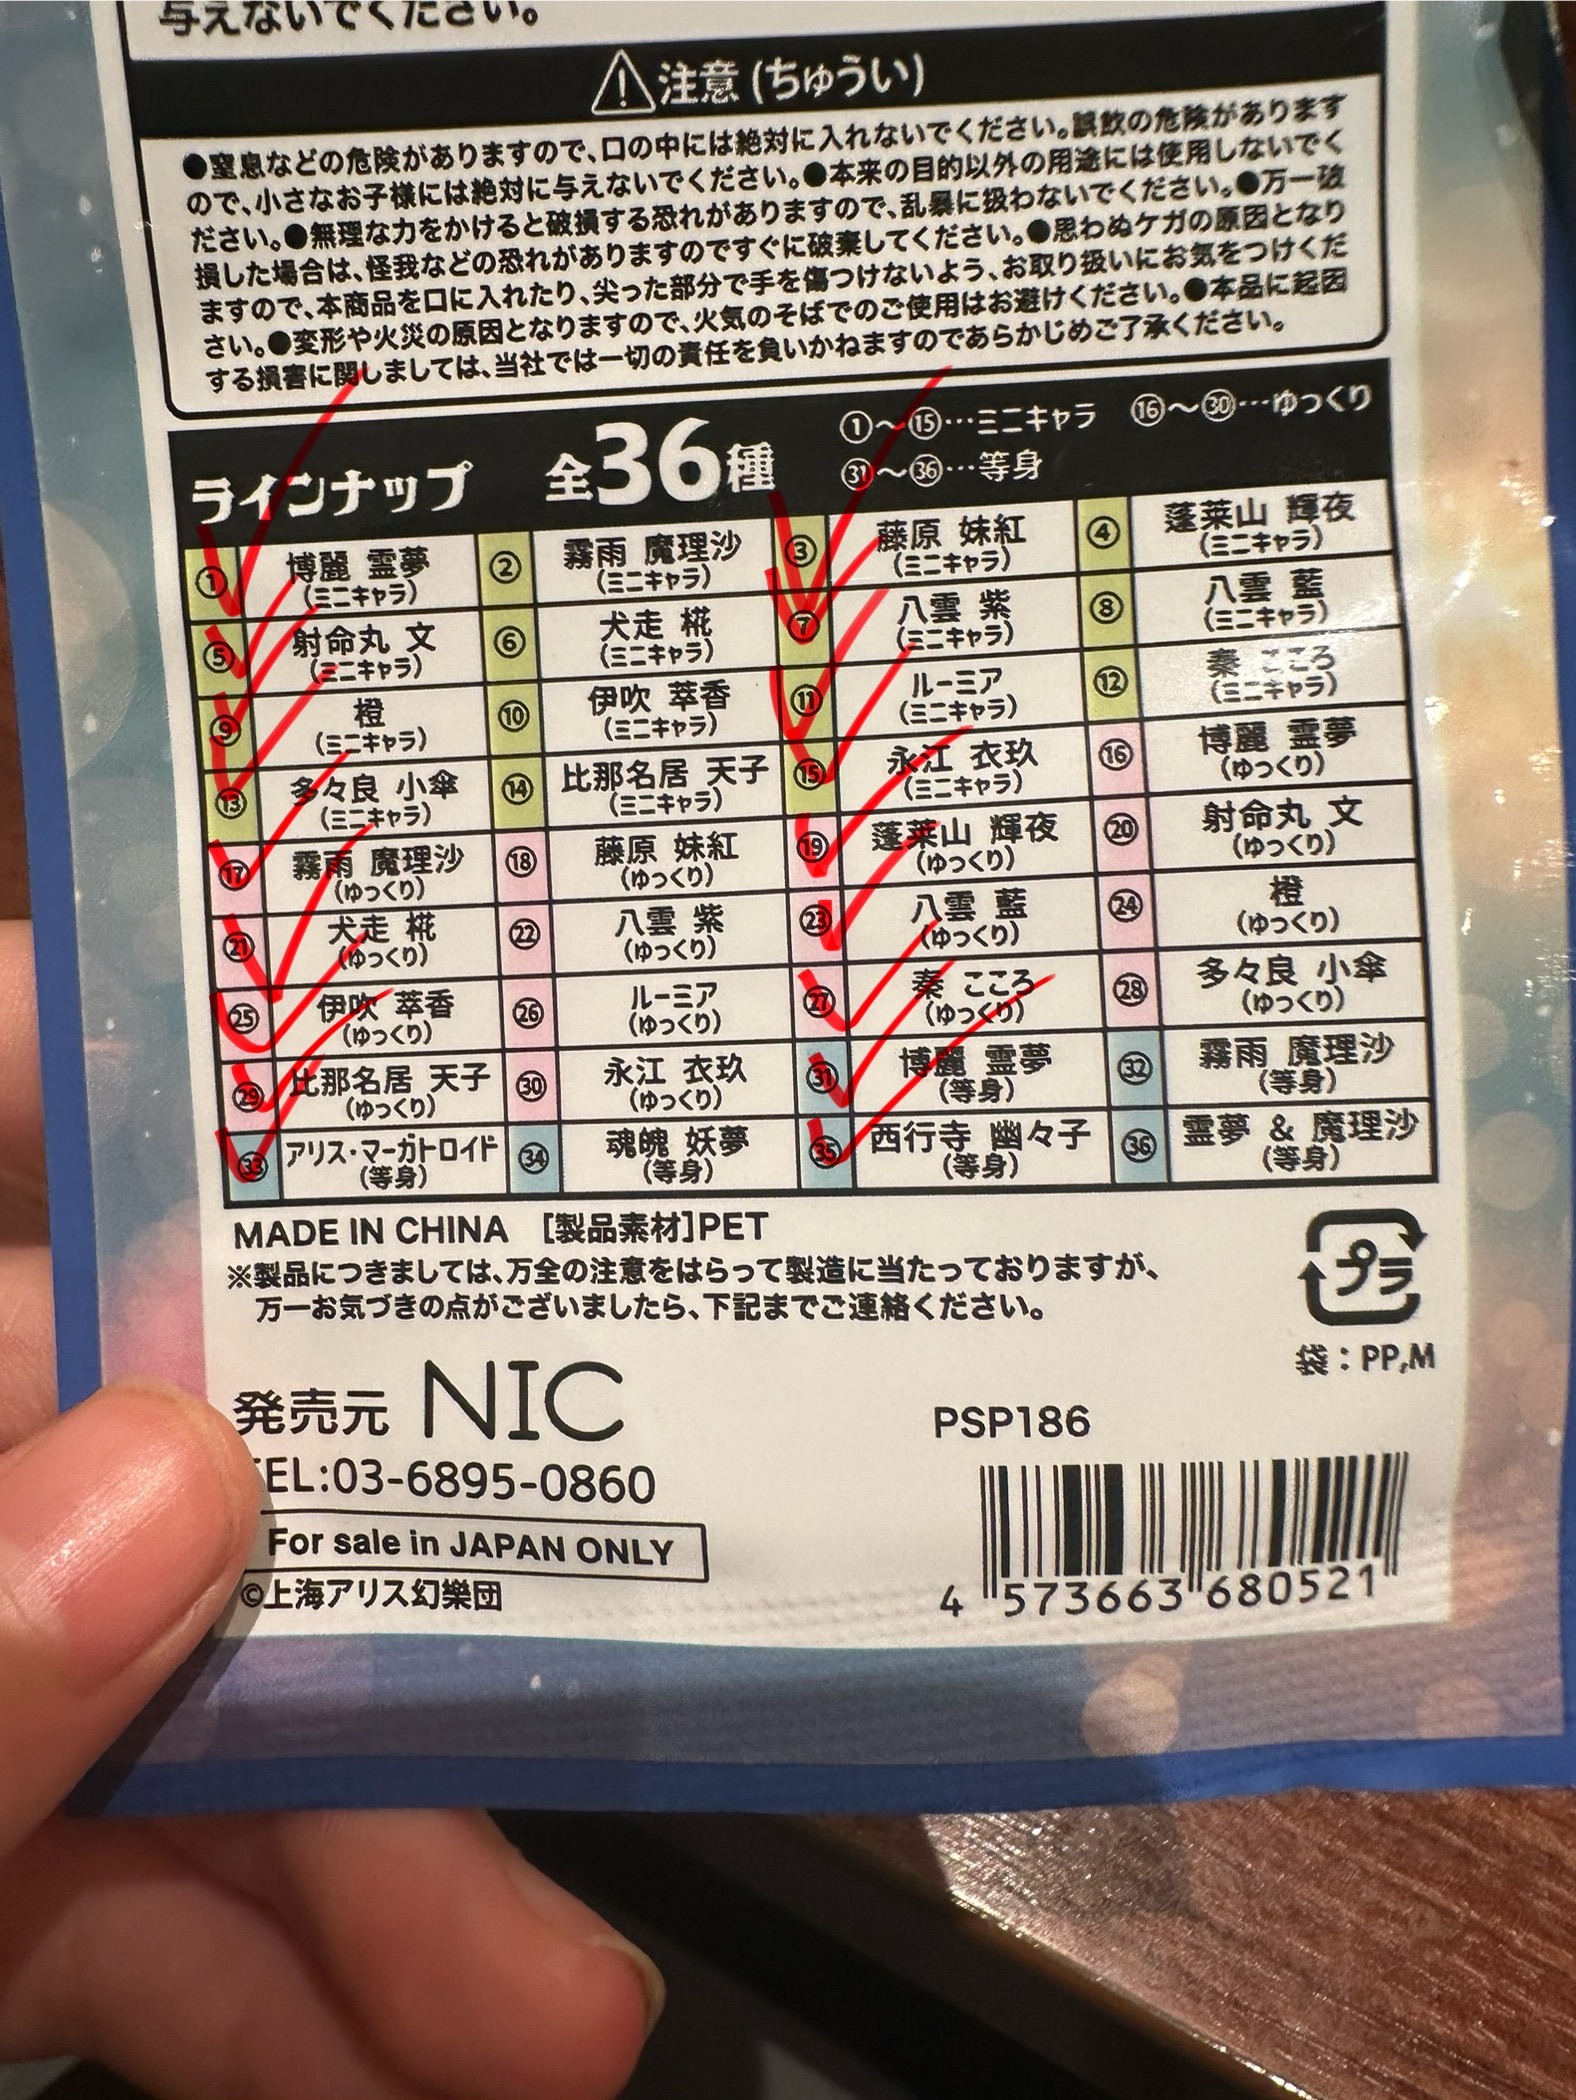 与えないでください。
⚠注意(ちゅうい)
●窒息などの危険がありますので、口の中には絶対に入れないでください。誤飲の危険があります
ので、小さなお子様には絶対に与えないでください。●本来の目的以外の用途には使用しないでく
ださい。●無理な力をかけると破損する恐れがありますので、乱暴に扱わないでください。●万一破
損した場合は、怪我などの恐れがありますのですぐに破棄してください。●思わぬケガの原因となり
ますので、本商品を口に入れたり、尖った部分で手を傷つけないよう、お取り扱いにお気をつけくだ
さい。●変形や火災の原因となりますので、火気のそばでのご使用はお避けください。●本品に起因
する損害に関しましては、当社では一切の責任を負いかねますのであらかじめご了承ください。
ラインナップ 全36種
①〜⑮…ミニキャラ ⑯〜㉚…ゆっくり
㉛〜㊱…等身
① 博麗 霊夢 (ミニキャラ) ② 霧雨 魔理沙 (ミニキャラ) ③ 藤原 妹紅 (ミニキャラ) ④ 蓬莱山 輝夜 (ミニキャラ)
⑤ 射命丸 文 (ミニキャラ) ⑥ 犬走 椛 (ミニキャラ) ⑦ 八雲 紫 (ミニキャラ) ⑧ 八雲 藍 (ミニキャラ)
⑨ 橙 (ミニキャラ) ⑩ 伊吹 萃香 (ミニキャラ) ⑪ ルーミア (ミニキャラ) ⑫ 秦 こころ (ミニキャラ)
⑬ 多々良 小傘 (ミニキャラ) ⑭ 比那名居 天子 (ミニキャラ) ⑮ 永江 衣玖 (ミニキャラ) ⑯ 博麗 霊夢 (ゆっくり)
⑰ 霧雨 魔理沙 (ゆっくり) ⑱ 藤原 妹紅 (ゆっくり) ⑲ 蓬莱山 輝夜 (ゆっくり) ⑳ 射命丸 文 (ゆっくり)
㉑ 犬走 椛 (ゆっくり) ㉒ 八雲 紫 (ゆっくり) ㉓ 八雲 藍 (ゆっくり) ㉔ 橙 (ゆっくり)
㉕ 伊吹 萃香 (ゆっくり) ㉖ ルーミア (ゆっくり) ㉗ 秦 こころ (ゆっくり) ㉘ 多々良 小傘 (ゆっくり)
㉙ 比那名居 天子 (ゆっくり) ㉚ 永江 衣玖 (ゆっくり) ㉛ 博麗 霊夢 (等身) ㉜ 霧雨 魔理沙 (等身)
㉝ アリス・マーガトロイド (等身) ㉞ 魂魄 妖夢 (等身) ㉟ 西行寺 幽々子 (等身) ㊱ 霊夢 & 魔理沙 (等身)
MADE IN CHINA [製品素材]PET
※製品につきましては、万全の注意をはらって製造に当たっておりますが、
万一お気づきの点がございましたら、下記までご連絡ください。
プラ
袋:PP,M
発売元 NIC
PSP186
TEL:03-6895-0860
For sale in JAPAN ONLY
©上海アリス幻樂団
4 573663 680521